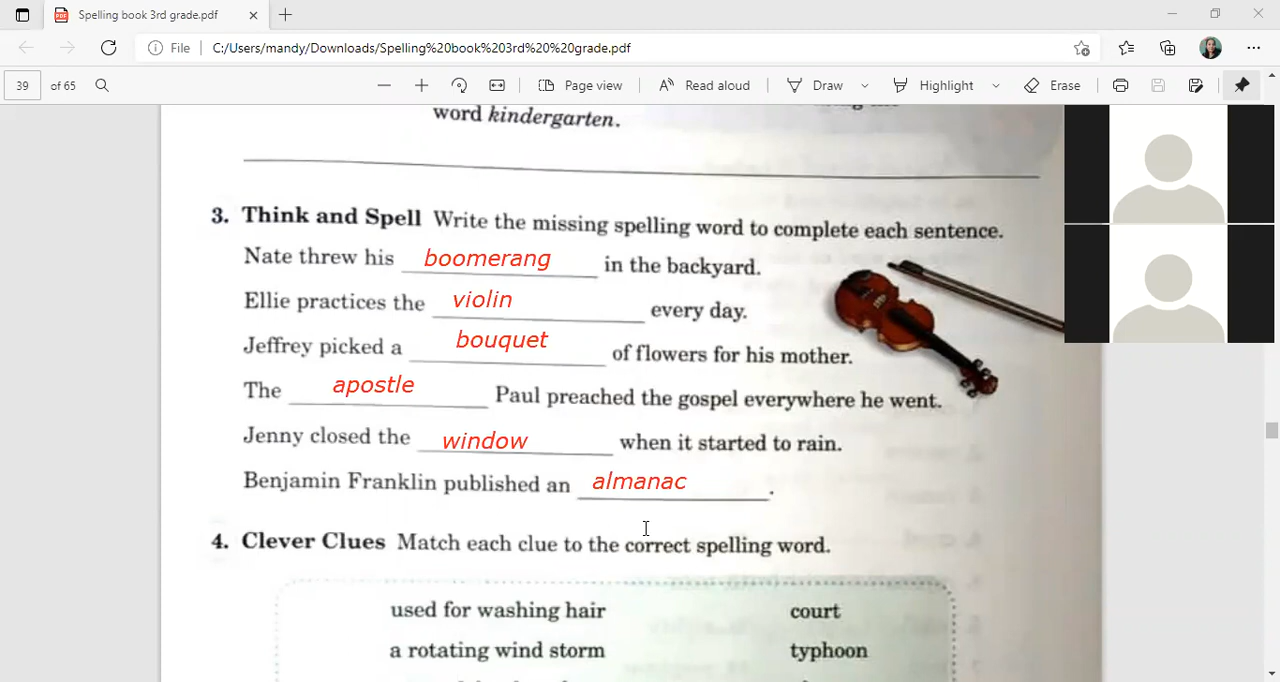 Spelling book 3rd grade.pdf
File C:/Users/mandy/Downloads/Spelling%20book%203rd%20%20grade.pdf
39 of 65 Page view Read aloud Draw Highlight Erase
word kindergarten.
3. Think and Spell Write the missing spelling word to complete each sentence.
Nate threw his boomerang in the backyard.
Ellie practices the violin every day.
Jeffrey picked a bouquet of flowers for his mother.
The apostle Paul preached the gospel everywhere he went.
Jenny closed the window when it started to rain.
Benjamin Franklin published an almanac.
4. Clever Clues Match each clue to the correct spelling word.
used for washing hair court
a rotating wind storm typhoon